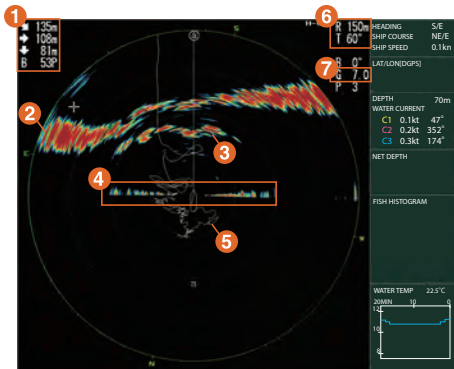 1
135m
108m
81m
B 53P
2
3
4
5
6
R 150m
T 60°
7
B 0°
G 7.0
P 3
HEADING S/E
SHIP COURSE NE/E
SHIP SPEED 0.1kn
LAT/LON[DGPS]
DEPTH 70m
WATER CURRENT
C1 0.1kt 47°
C2 0.2kt 352°
C3 0.3kt 174°
NET DEPTH
FISH HISTOGRAM
WATER TEMP 22.5°C
20MIN 10 0
12
10
8
N